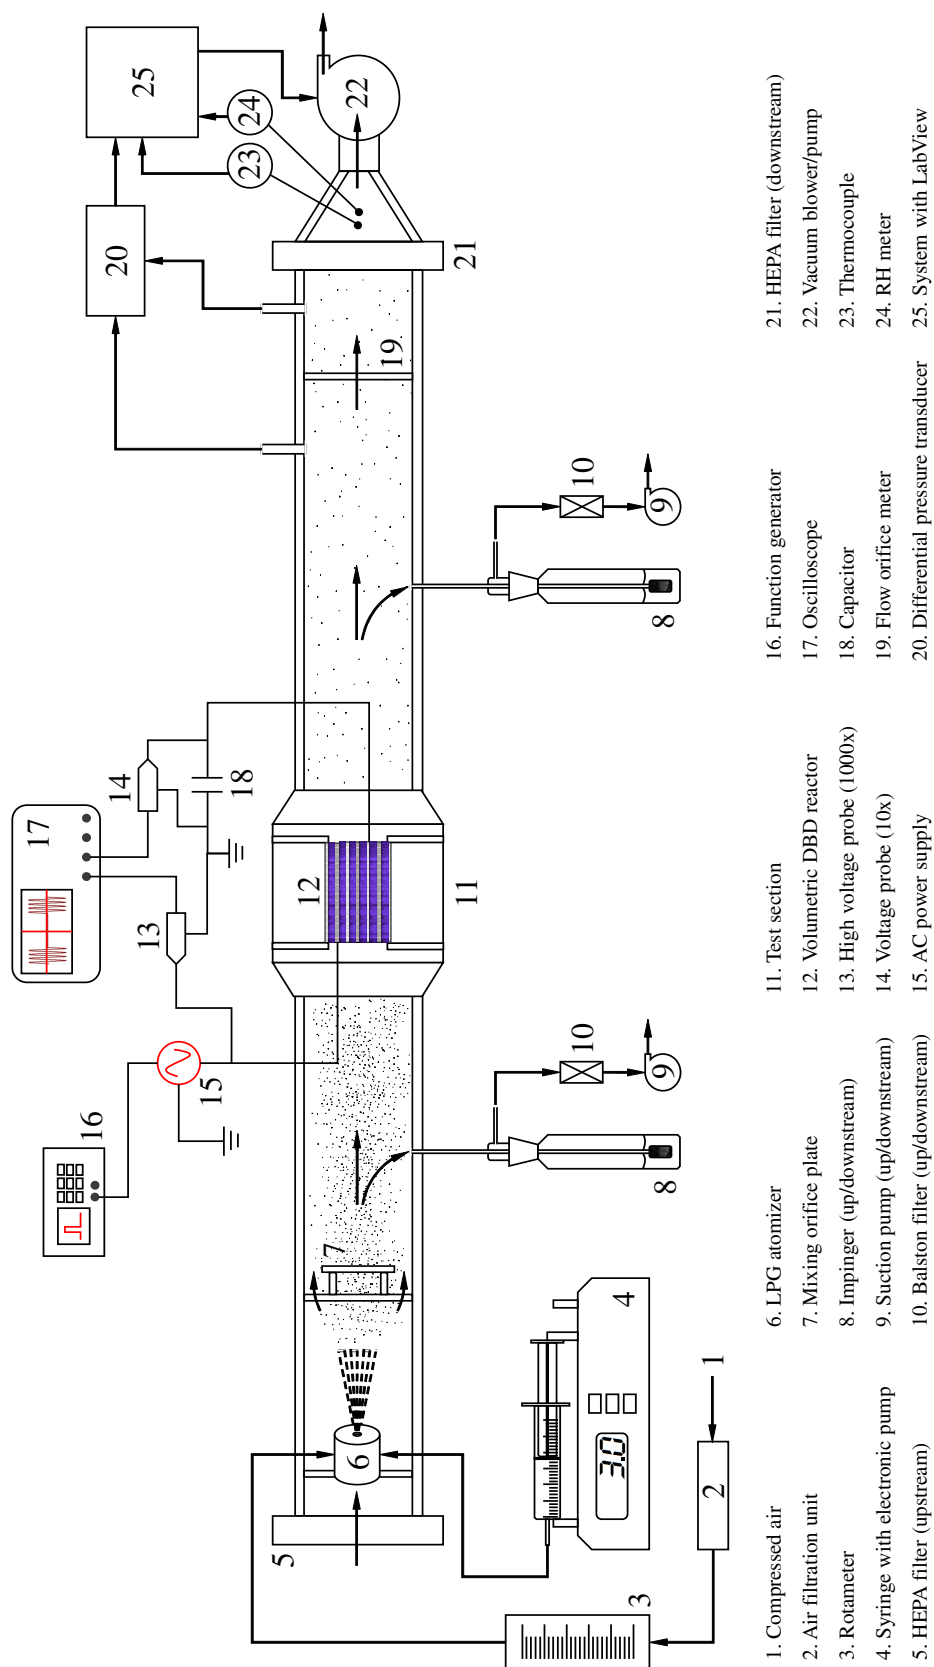 25
24
23
22
20
21
19
17
14
13
18
12
11
16
15
10
9
8
10
9
8
7
6
5
4
3.0
3
2
1
1. Compressed air
2. Air filtration unit
3. Rotameter
4. Syringe with electronic pump
5. HEPA filter (upstream)
6. LPG atomizer
7. Mixing orifice plate
8. Impinger (up/downstream)
9. Suction pump (up/downstream)
10. Balston filter (up/downstream)
11. Test section
12. Volumetric DBD reactor
13. High voltage probe (1000x)
14. Voltage probe (10x)
15. AC power supply
16. Function generator
17. Oscilloscope
18. Capacitor
19. Flow orifice meter
20. Differential pressure transducer
21. HEPA filter (downstream)
22. Vacuum blower/pump
23. Thermocouple
24. RH meter
25. System with LabView